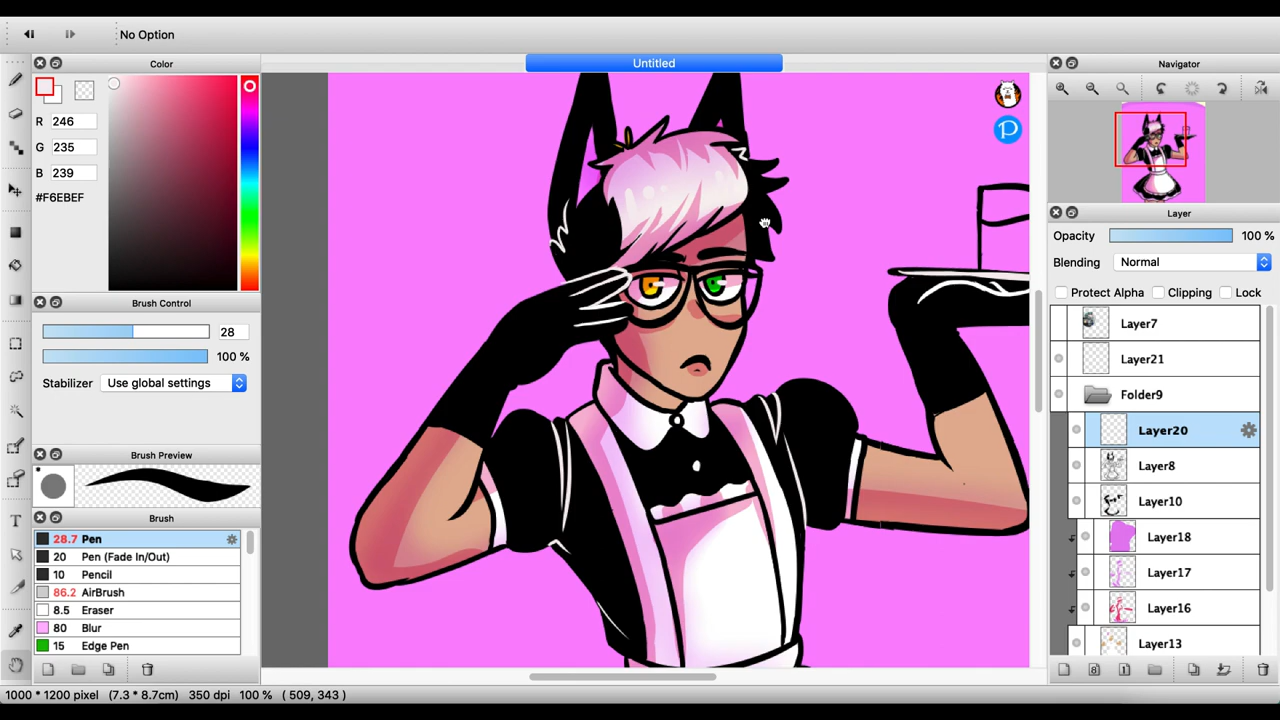 No Option
Color
Untitled
Navigator
R 246
G 235
B 239
#F6EBEF
P
Layer
Opacity 100 %
Blending Normal
Protect Alpha Clipping Lock
Brush Control
28
100 %
Stabilizer Use global settings
Layer7
Layer21
Folder9
Layer20
Layer8
Layer10
Layer18
Layer17
Layer16
Layer13
Brush Preview
Brush
28.7 Pen
20 Pen (Fade In/Out)
10 Pencil
86.2 AirBrush
8.5 Eraser
80 Blur
15 Edge Pen
T
8 1
1000 * 1200 pixel (7.3 * 8.7cm) 350 dpi 100 % ( 509, 343 )